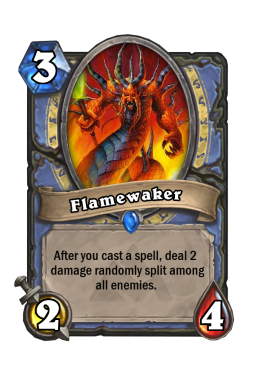 3
Flamewaker
After you cast a spell, deal 2
damage randomly split among
all enemies.
2
4